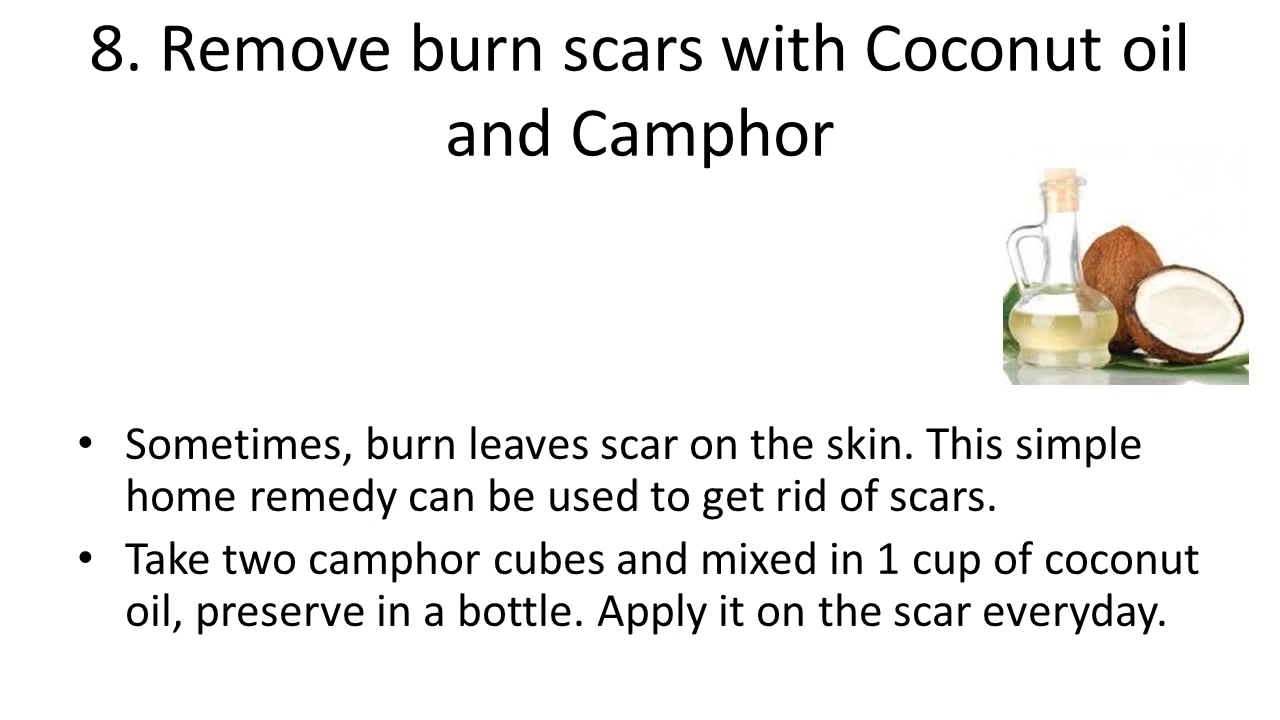 8. Remove burn scars with Coconut oil
and Camphor
• Sometimes, burn leaves scar on the skin. This simple
home remedy can be used to get rid of scars.
• Take two camphor cubes and mixed in 1 cup of coconut
oil, preserve in a bottle. Apply it on the scar everyday.